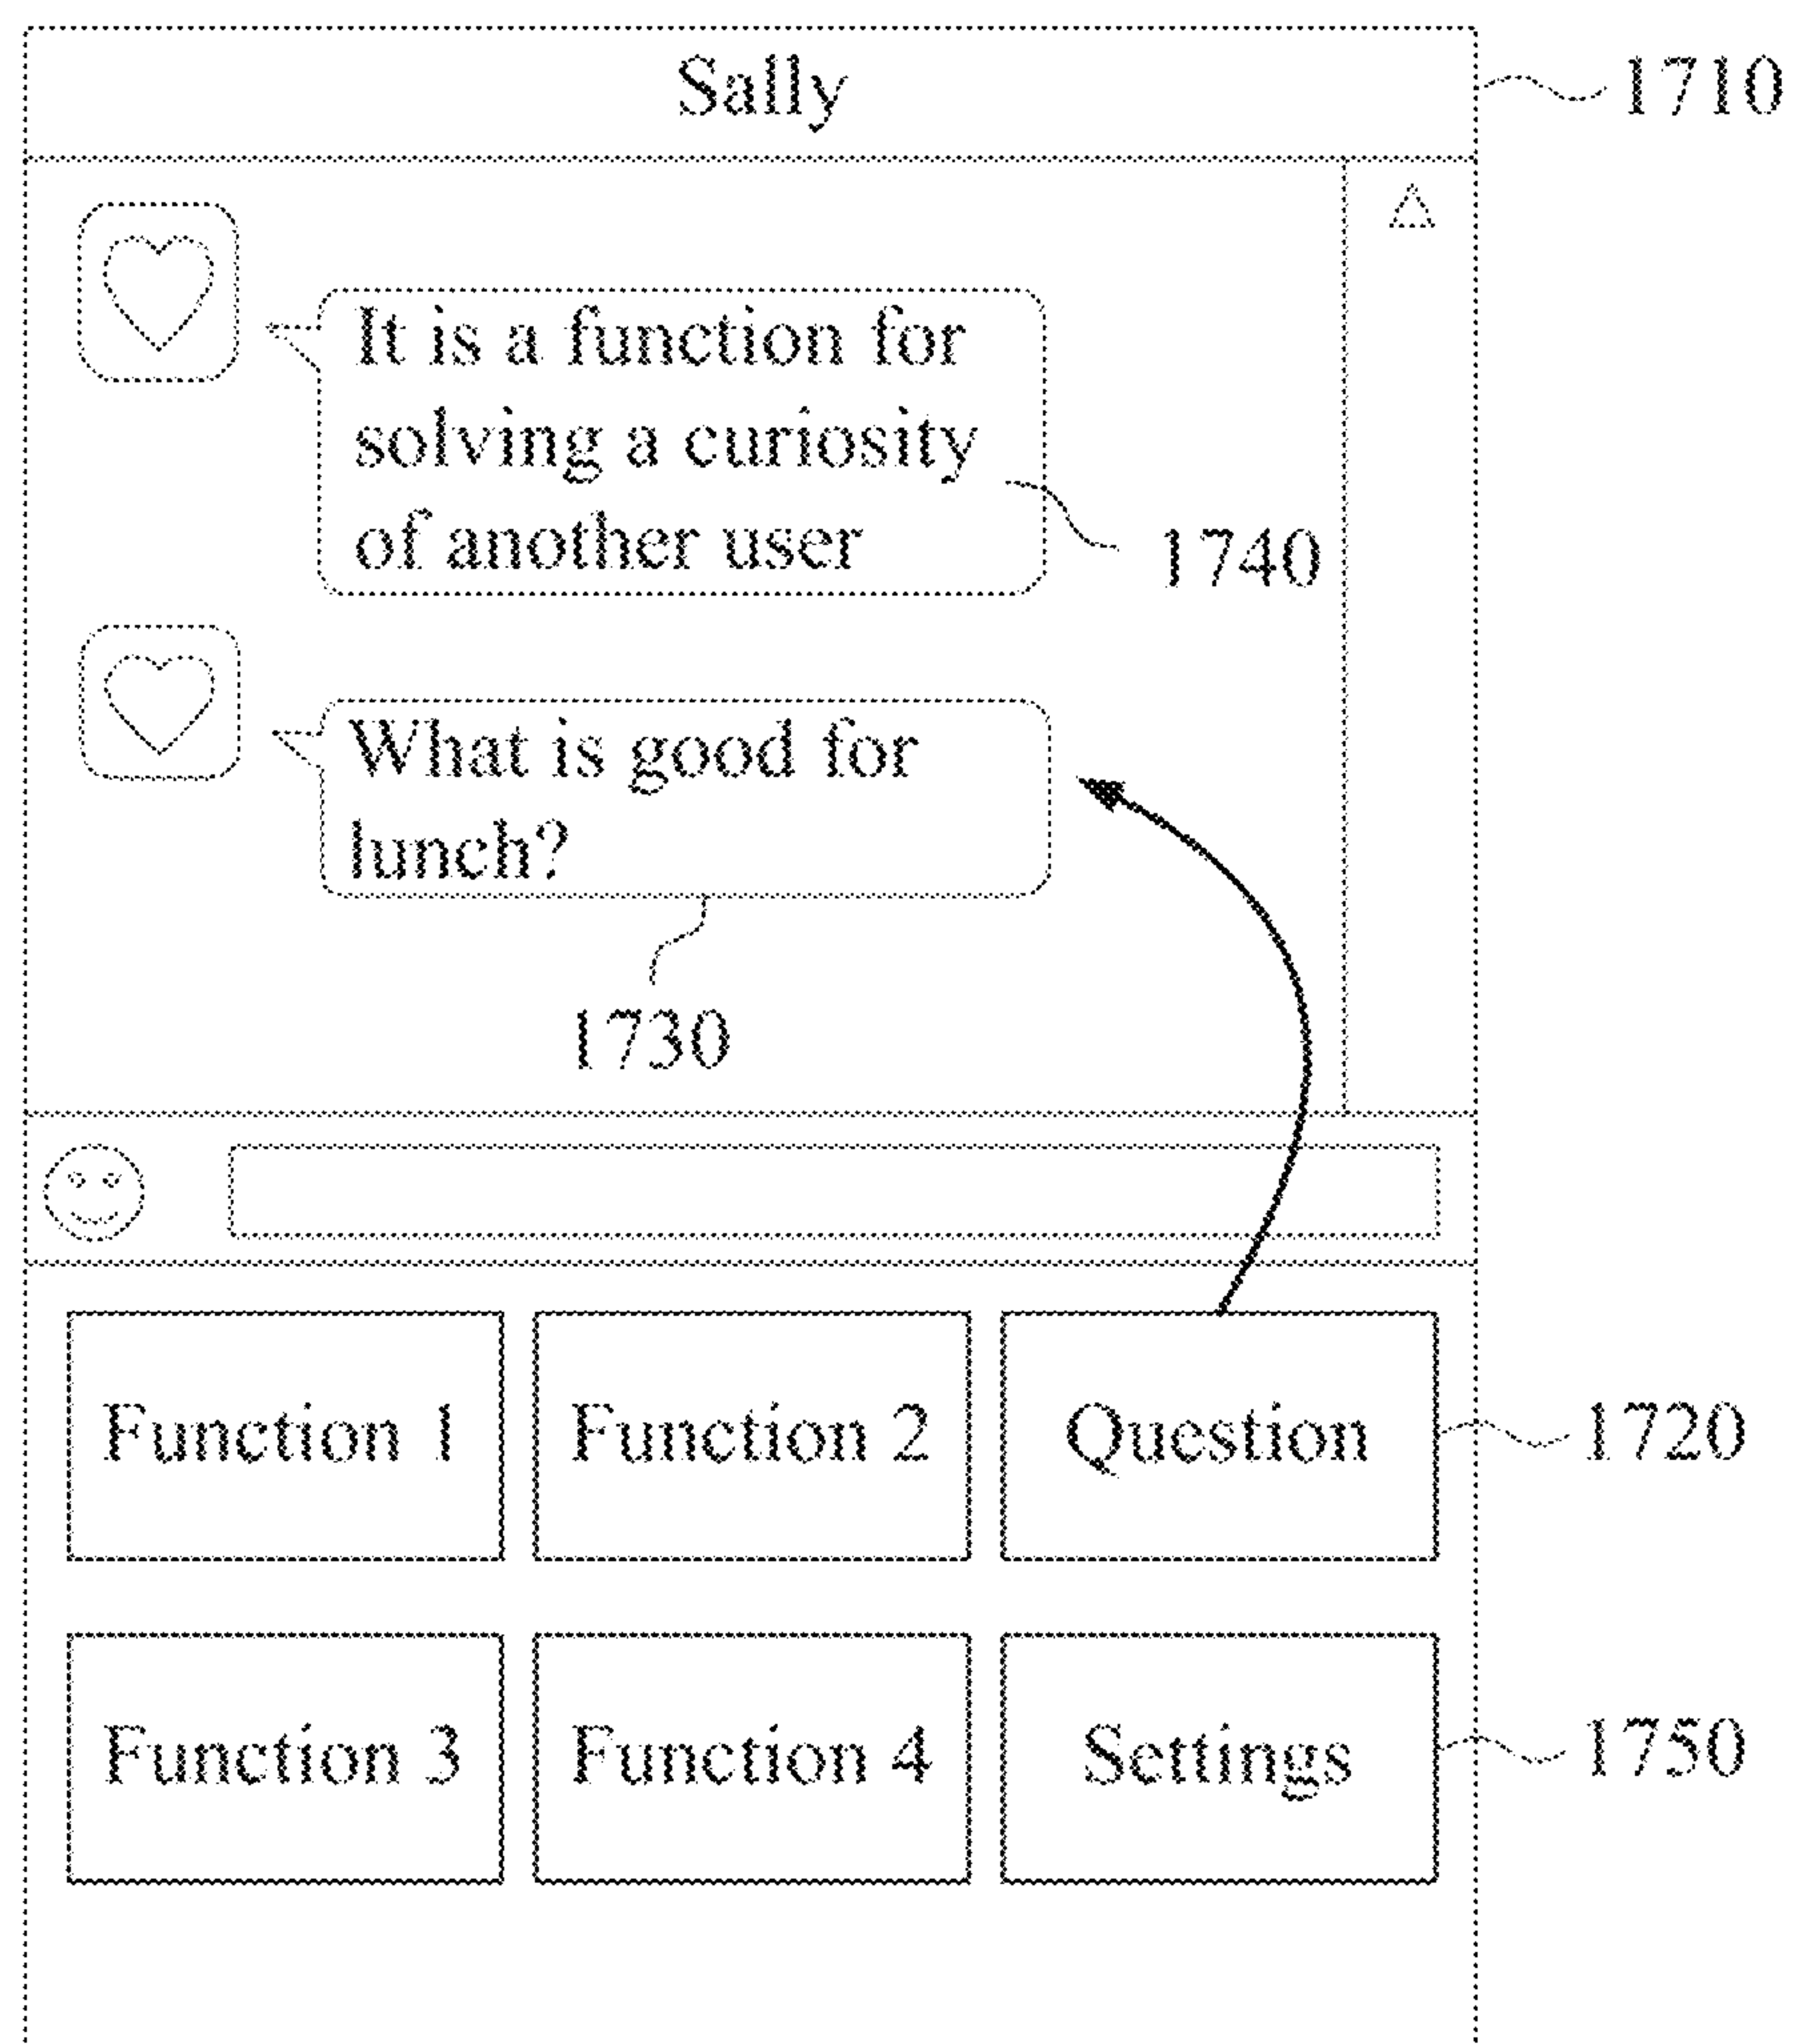 Sally
1710
It is a function for
solving a curiosity
of another user
1740
What is good for
lunch?
1730
Function 1
Function 2
Question
1720
Function 3
Function 4
Settings
1750